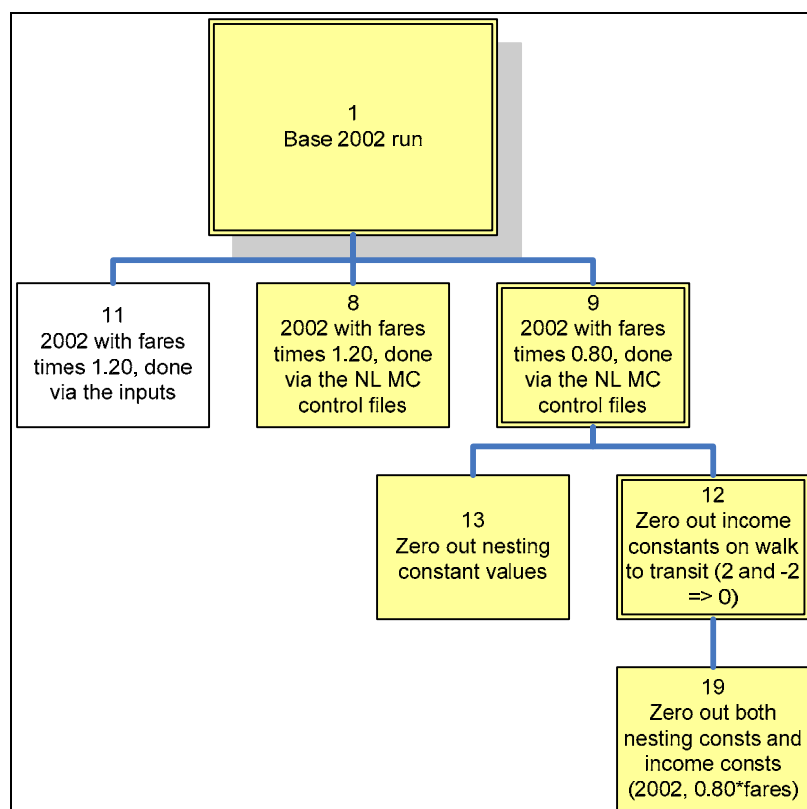 1
Base 2002 run
11
2002 with fares
times 1.20, done
via the inputs
8
2002 with fares
times 1.20, done
via the NL MC
control files
9
2002 with fares
times 0.80, done
via the NL MC
control files
13
Zero out nesting
constant values
12
Zero out income
constants on walk
to transit (2 and -2
=> 0)
19
Zero out both
nesting consts and
income consts
(2002, 0.80*fares)